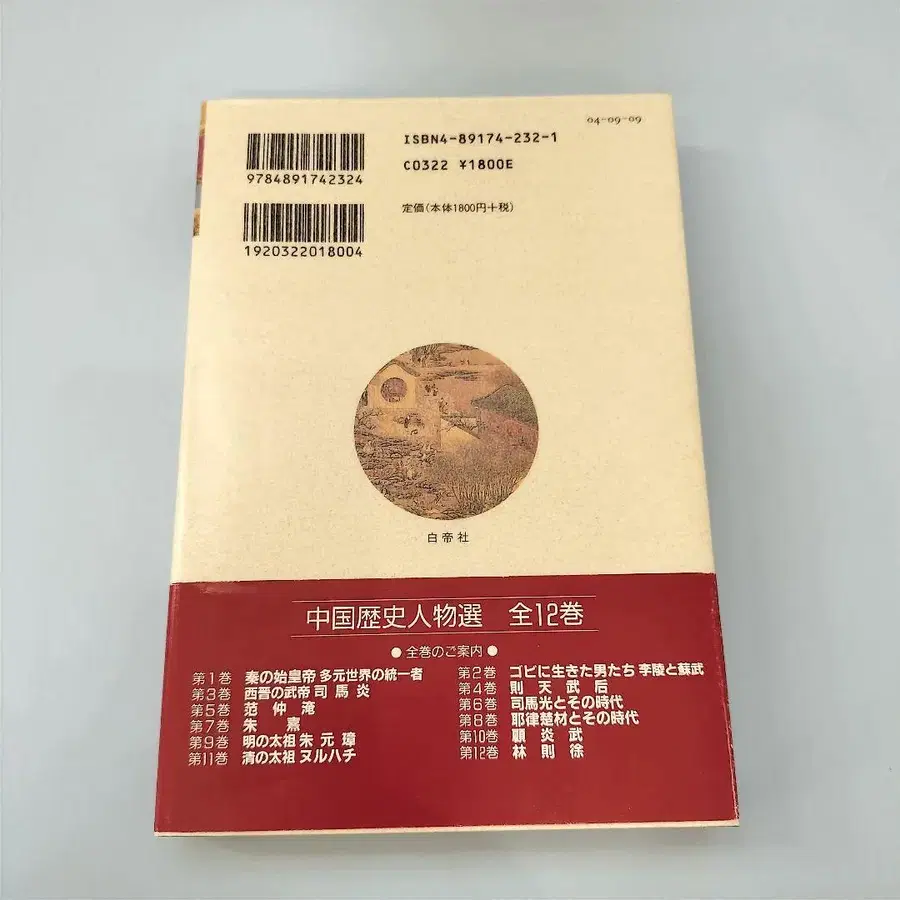 04-09-09
ISBN4-89174-232-1
C0322 ¥1800E
9784891742324
定価(本体1800円+税)
1920322018004
白帝社
中国歴史人物選 全12巻
● 全巻のご案内 ●
第1巻 秦の始皇帝 多元世界の統一者
第2巻 ゴビに生きた男たち 李陵と蘇武
第3巻 西晉の武帝 司馬炎
第4巻 則天武后
第5巻 范仲淹
第6巻 司馬光とその時代
第7巻 朱熹
第8巻 耶律楚材とその時代
第9巻 明の太祖 朱元璋
第10巻 顧炎武
第11巻 清の太祖 ヌルハチ
第12巻 林則徐